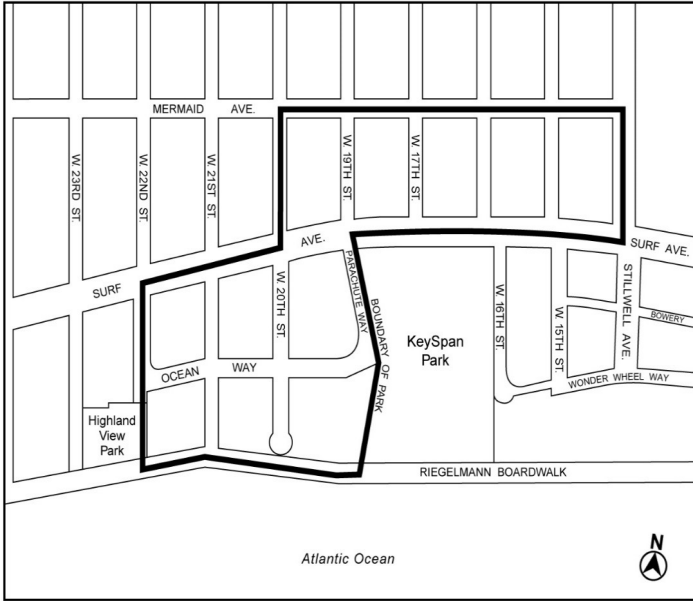 MERMAID AVE.
W. 23RD ST.
W. 22ND ST.
W. 21ST ST.
W. 19TH ST.
W. 17TH ST.
SURF AVE.
SURF AVE.
STILLWELL AVE.
W. 20TH ST.
PARACHUTE WAY
BOUNDARY OF PARK
KeySpan
Park
W. 16TH ST.
W. 15TH ST.
BOWERY
WONDER WHEEL WAY
OCEAN WAY
Highland
View
Park
RIEGELMANN BOARDWALK
Atlantic Ocean
N